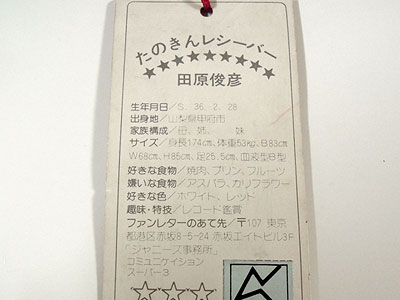 たのきんレシーバー
★★★★★★★★★
田原俊彦
生年月日/S. 36. 2. 28
出身地/山梨県甲府市
家族構成/母、姉、 妹
サイズ/身長174cm、体重53kg、B83cm
W68cm、H85cm、足25.5cm、血液型B型
好きな食物/焼肉、プリン、フルーツ
嫌いな食物/アスパラ、カリフラワー
好きな色/ホワイト、レッド
趣味・特技/レコード鑑賞
ファンレターのあて先/〒107 東京
都港区赤坂8-5-24 赤坂エイトビル3F
「ジャニーズ事務所」
コミュニケイション
スーパー3
☆☆☆